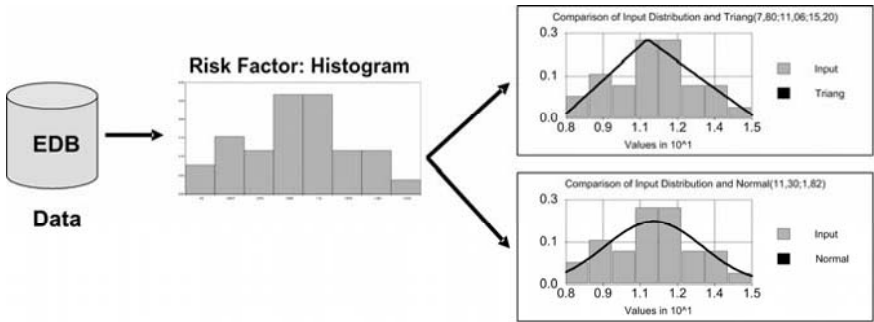 EDB
Data
Risk Factor: Histogram
Comparison of Input Distribution and Triang(7,80;11,06;15,20)
0.3
0.1
0.0
0.8 0.9 1.1 1.2 1.4 1.5
Values in 10^1
Input
Triang
Comparison of Input Distribution and Normal(11,30;1,82)
0.3
0.1
0.0
0.8 0.9 1.1 1.2 1.4 1.5
Values in 10^1
Input
Normal